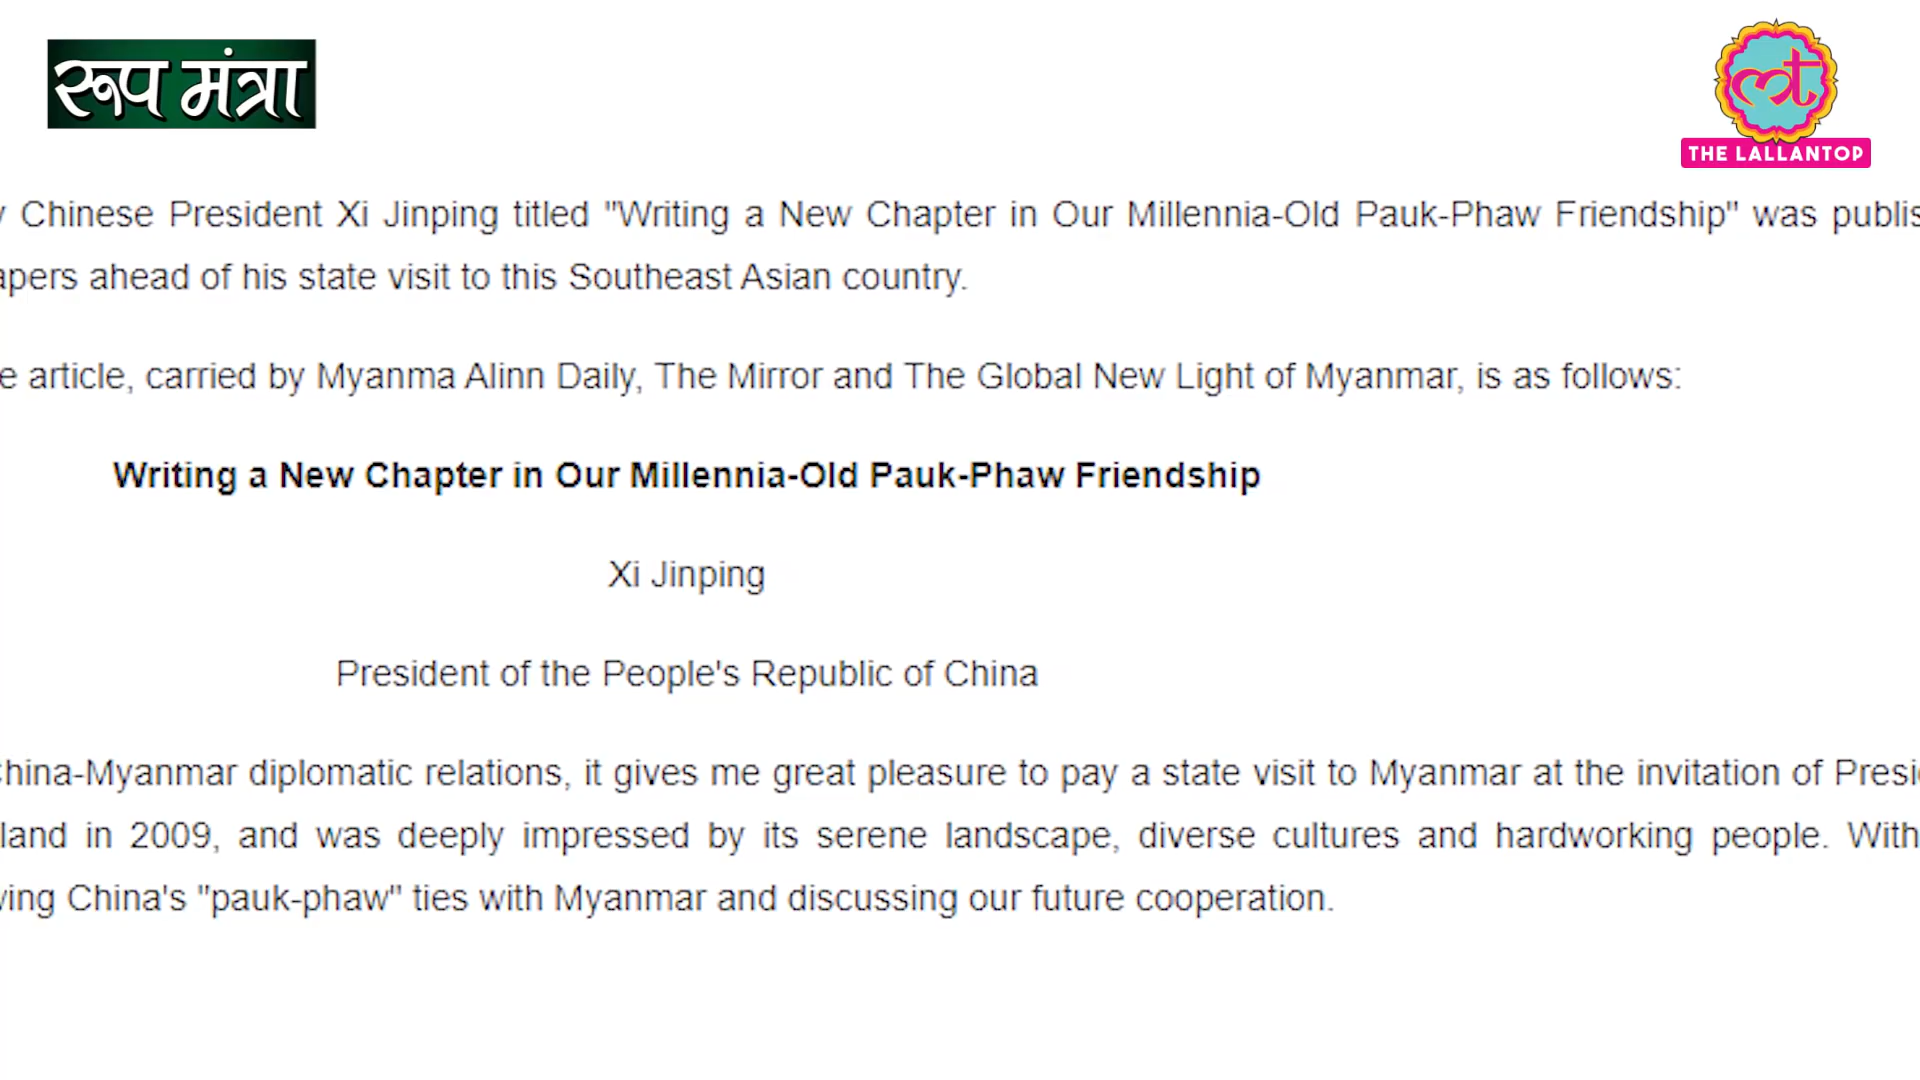 रूप मंत्रा
THE LALLANTOP
Chinese President Xi Jinping titled "Writing a New Chapter in Our Millennia-Old Pauk-Phaw Friendship" was
ahead of his state visit to this Southeast Asian country.
article, carried by Myanma Alinn Daily, The Mirror and The Global New Light of Myanmar, is as follows:
Writing a New Chapter in Our Millennia-Old Pauk-Phaw Friendship
Xi Jinping
President of the People's Republic of China
China-Myanmar diplomatic relations, it gives me great pleasure to pay a state visit to Myanmar at the invitation of
land in 2009, and was deeply impressed by its serene landscape, diverse cultures and hardworking people. With
China's "pauk-phaw" ties with Myanmar and discussing our future cooperation.